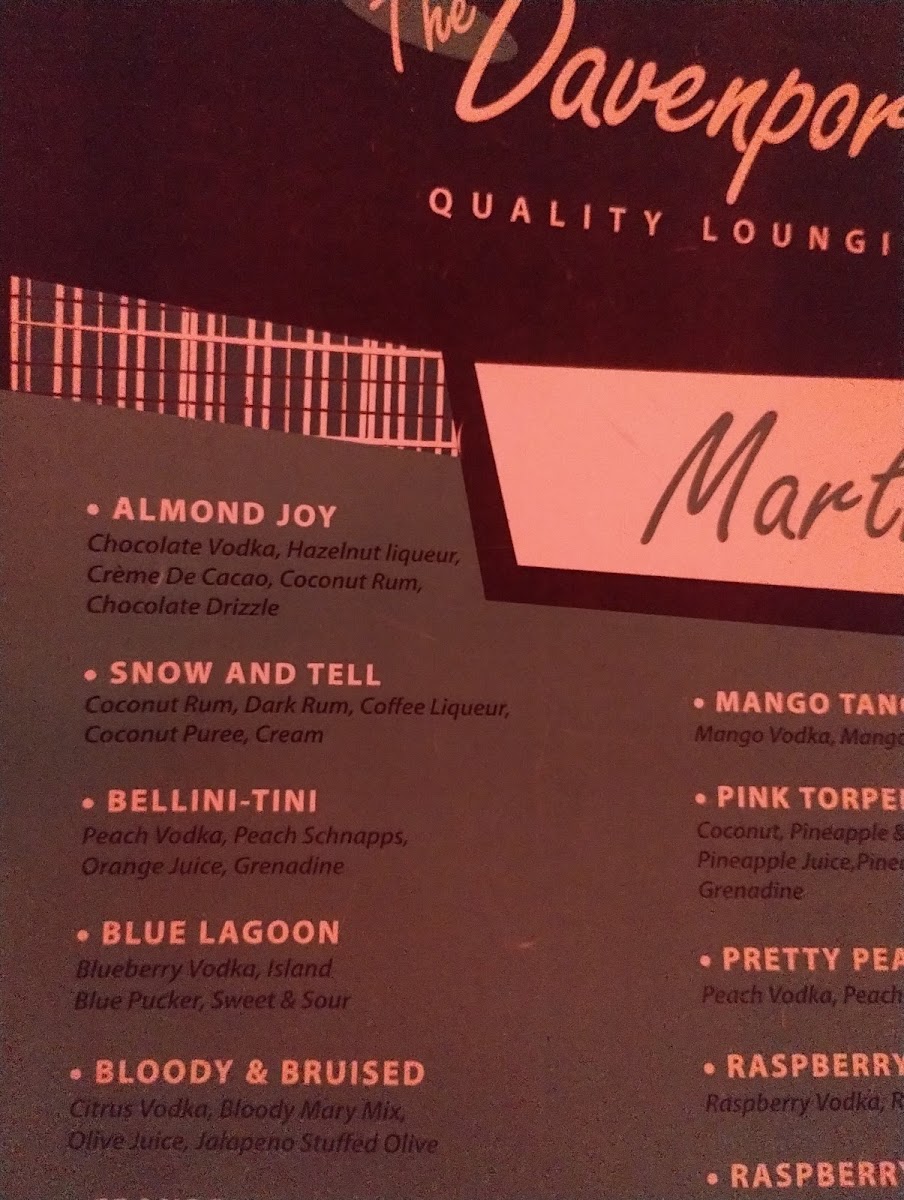 The Davenpor
QUALITY LOUNGI
Mart
• ALMOND JOY
Chocolate Vodka, Hazelnut liqueur,
Crème De Cacao, Coconut Rum,
Chocolate Drizzle
• SNOW AND TELL
Coconut Rum, Dark Rum, Coffee Liqueur,
Coconut Puree, Cream
• BELLINI-TINI
Peach Vodka, Peach Schnapps,
Orange Juice, Grenadine
• BLUE LAGOON
Blueberry Vodka, Island
Blue Pucker, Sweet & Sour
• BLOODY & BRUISED
Citrus Vodka, Bloody Mary Mix,
Olive Juice, Jalapeno Stuffed Olive
• MANGO TAN
Mango Vodka, Mango
• PINK TORPE
Coconut, Pineapple &
Pineapple Juice,Pine
Grenadine
• PRETTY PEA
Peach Vodka, Peach
• RASPBERRY
Raspberry Vodka, R
• RASPBERRY